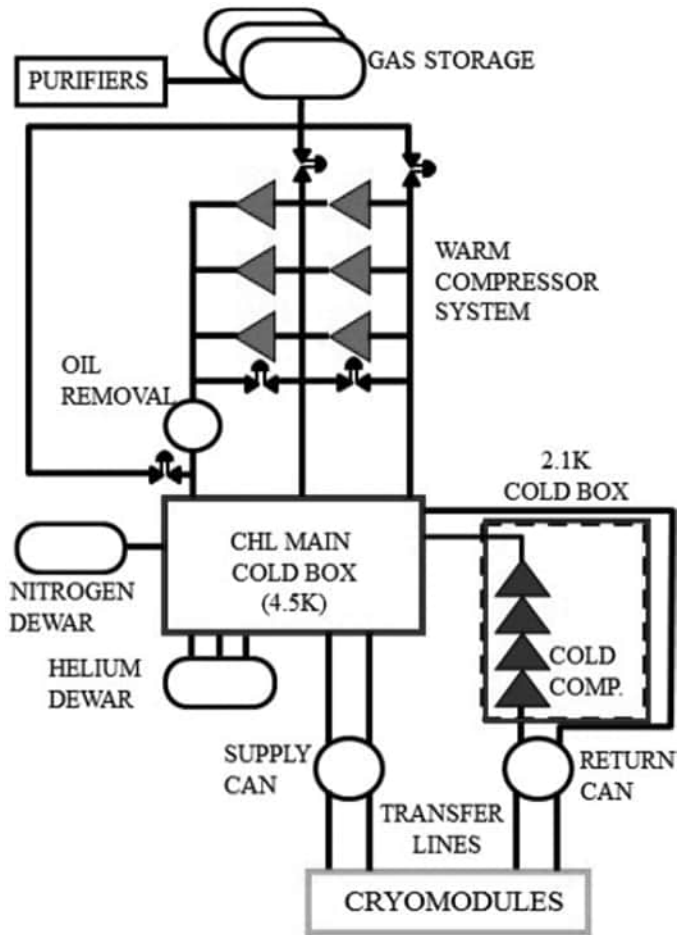 GAS STORAGE
PURIFIERS
WARM
COMPRESSOR
SYSTEM
OIL
REMOVAL
2.1K
COLD BOX
CHL MAIN
COLD BOX
(4.5K)
NITROGEN
DEWAR
HELIUM
DEWAR
COLD
COMP.
SUPPLY
CAN
RETURN
CAN
TRANSFER
LINES
CRYOMODULES